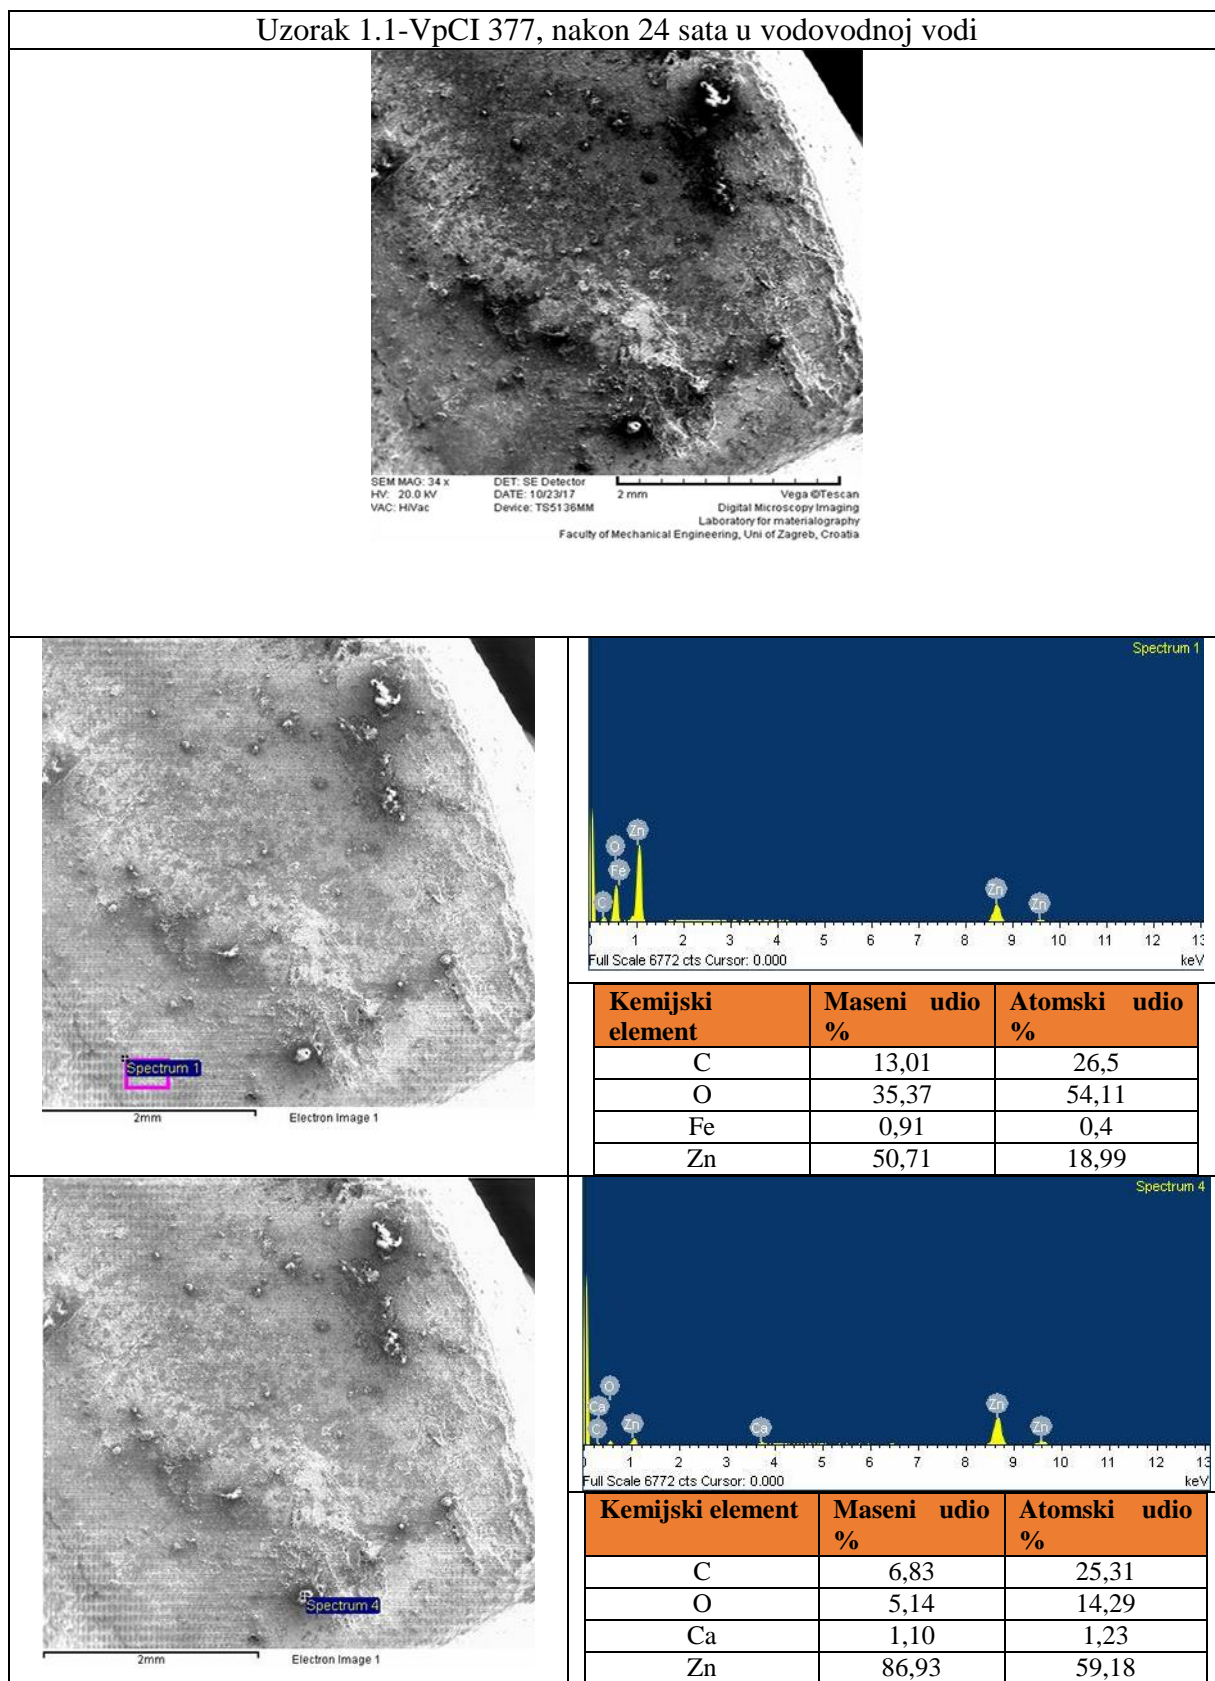 Uzorak 1.1-VpCI 377, nakon 24 sata u vodovodnoj vodi
SEM MAG: 34 x DET: SE Detector
HV: 20.0 kV DATE: 10/23/17 2 mm Vega ©Tescan
VAC: HiVac Device: TS5136MM Digital Microscopy Imaging
Laboratory for materialography
Faculty of Mechanical Engineering, Uni of Zagreb, Croatia
Spectrum 1
2mm Electron Image 1
Spectrum 1
Zn
O
Fe
C
Zn
Zn
1 2 3 4 5 6 7 8 9 10 11 12 13
Full Scale 6772 cts Cursor: 0.000 keV
Kemijski element Maseni udio % Atomski udio %
C 13,01 26,5
O 35,37 54,11
Fe 0,91 0,4
Zn 50,71 18,99
Spectrum 4
2mm Electron Image 1
Spectrum 4
O
Ca
C
Zn
Ca
Zn
Zn
1 2 3 4 5 6 7 8 9 10 11 12 13
Full Scale 6772 cts Cursor: 0.000 keV
Kemijski element Maseni udio % Atomski udio %
C 6,83 25,31
O 5,14 14,29
Ca 1,10 1,23
Zn 86,93 59,18